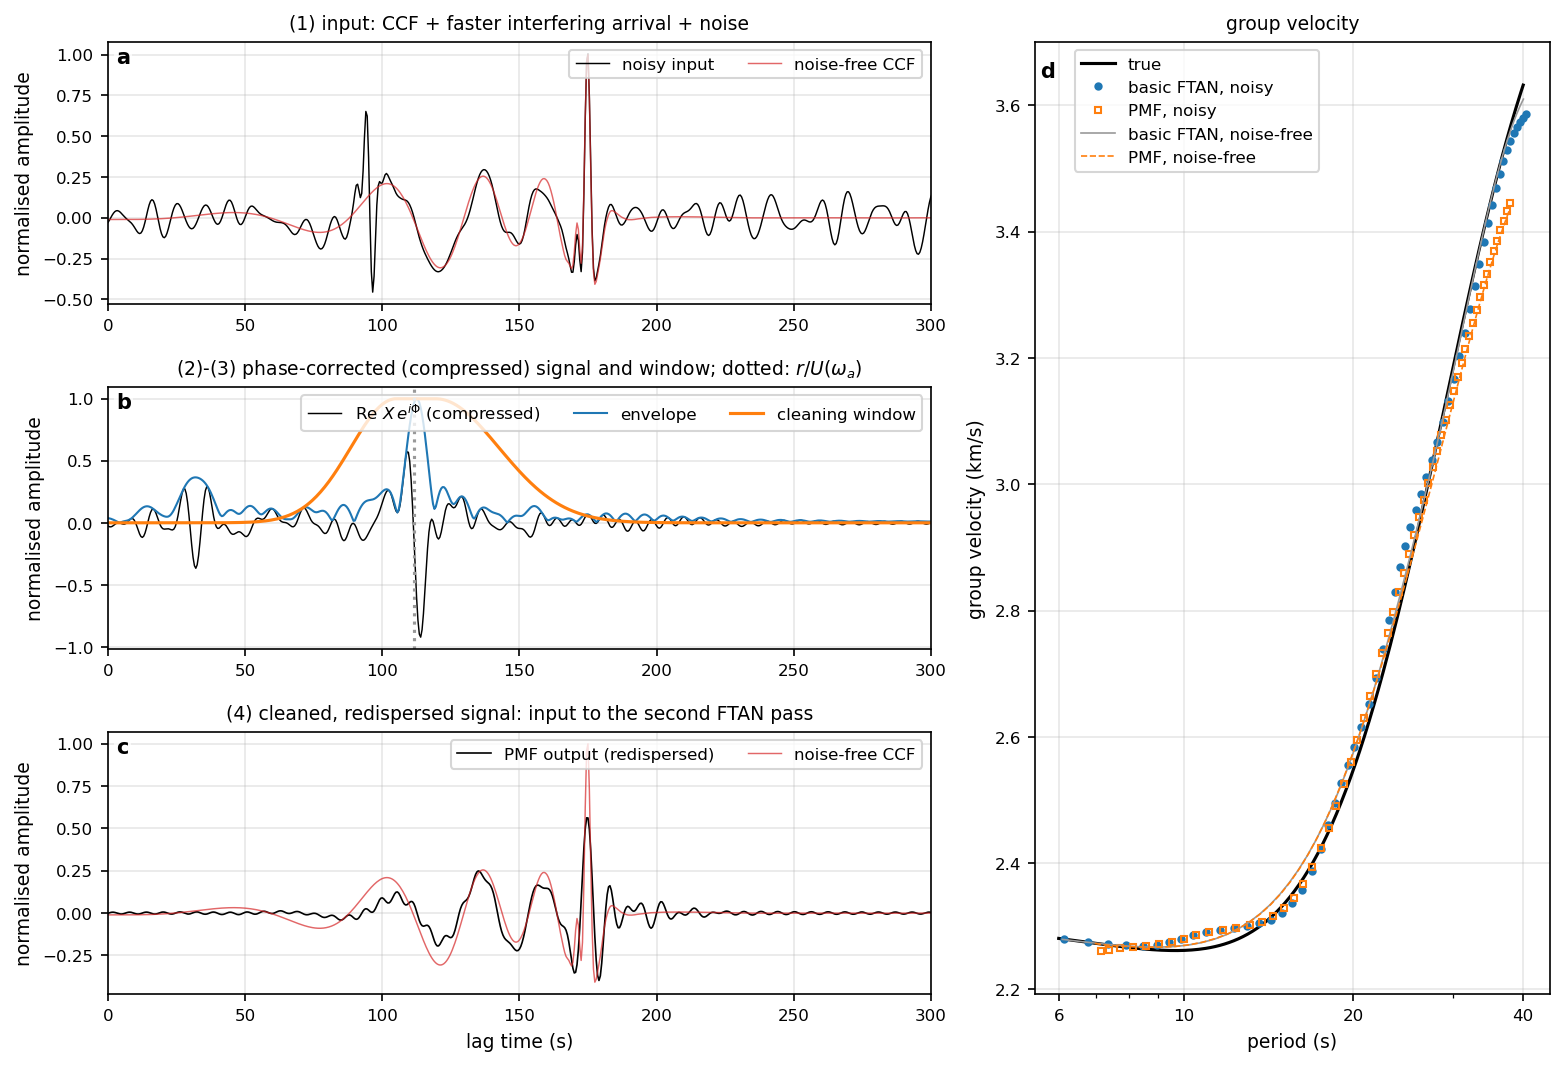 (1) input: CCF + faster interfering arrival + noise
a
noisy input
noise-free CCF
normalised amplitude
1.00
0.75
0.50
0.25
0.00
−0.25
−0.50
0
50
100
150
200
250
300
(2)-(3) phase-corrected (compressed) signal and window; dotted: r/U(ω_a)
b
Re X e^{iΦ} (compressed)
envelope
cleaning window
normalised amplitude
1.0
0.5
0.0
−0.5
−1.0
0
50
100
150
200
250
300
(4) cleaned, redispersed signal: input to the second FTAN pass
c
PMF output (redispersed)
noise-free CCF
normalised amplitude
1.00
0.75
0.50
0.25
0.00
−0.25
0
50
100
150
200
250
300
lag time (s)
group velocity
d
true
basic FTAN, noisy
PMF, noisy
basic FTAN, noise-free
PMF, noise-free
group velocity (km/s)
3.6
3.4
3.2
3.0
2.8
2.6
2.4
2.2
6
10
20
40
period (s)